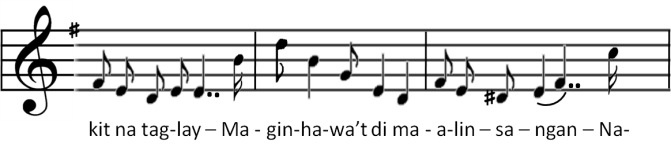 kit na tag-lay – Ma - gin-ha-wa't di ma - a-lin – sa – ngan – Na-